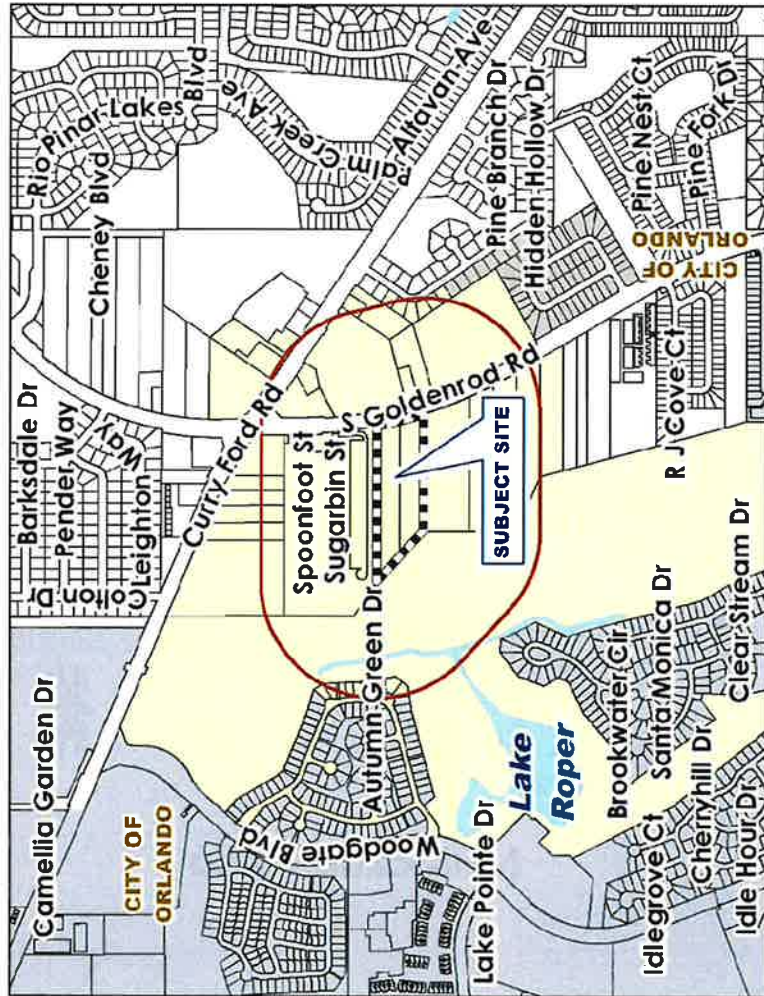 Camellia Garden Dr
CITY OF
ORLANDO
Woodgate Blvd
Autumn Green Dr
Lake Pointe Dr
Lake
Roper
Idlegrove Ct
Cherryhill Dr
Idle Hour Dr
Brookwater Cir
Santa Monica Dr
Clear Stream Dr
Colton Dr
Barksdale Dr
Pender Way
Leighton Way
Curry Ford Rd
Spoonfoot St
Sugarbin St
S Goldenrod Rd
SUBJECT SITE
R J Cove Ct
Cheney Blvd
Rio Pinar Lakes Blvd
Palm Creek Ave
Altavan Ave
Pine Branch Dr
Hidden Hollow Dr
CITY OF
ORLANDO
Pine Nest Ct
Pine Fork Dr